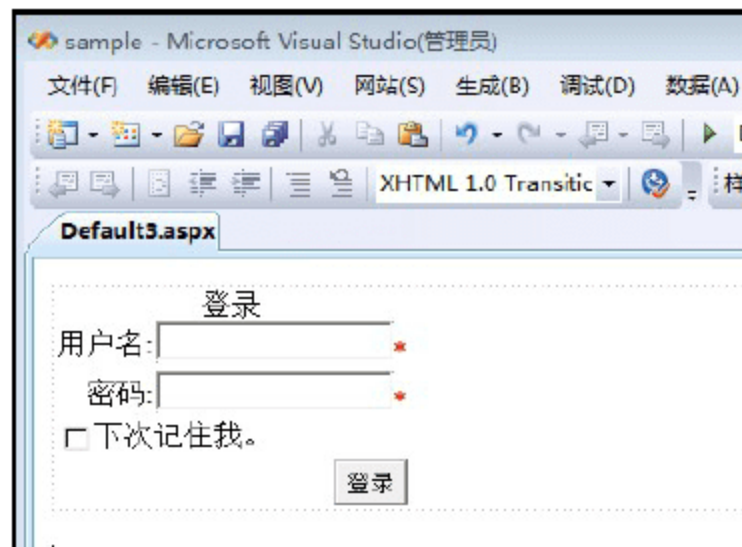 sample - Microsoft Visual Studio(管理员)
文件(F) 编辑(E) 视图(V) 网站(S) 生成(B) 调试(D) 数据(A)
XHTML 1.0 Transitic 样
Default3.aspx
登录
用户名:*
密码:*
下次记住我。
登录